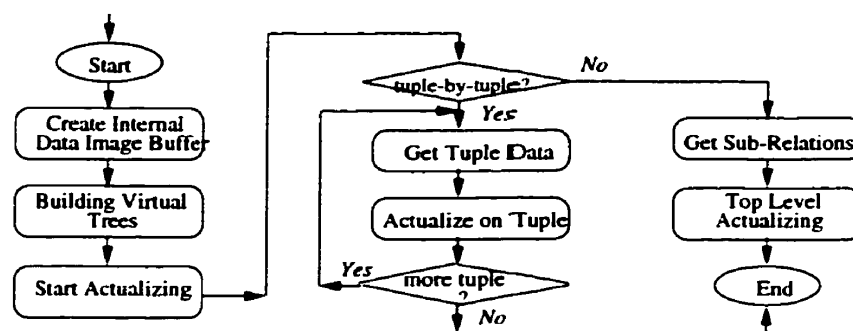 Start
Create Internal
Data Image Buffer
Building Virtual
Trees
Start Actualizing
tuple-by-tuple?
No
Yes
Get Tuple Data
Actualize on Tuple
Yes
more tuple
?
No
Get Sub-Relations
Top Level
Actualizing
End